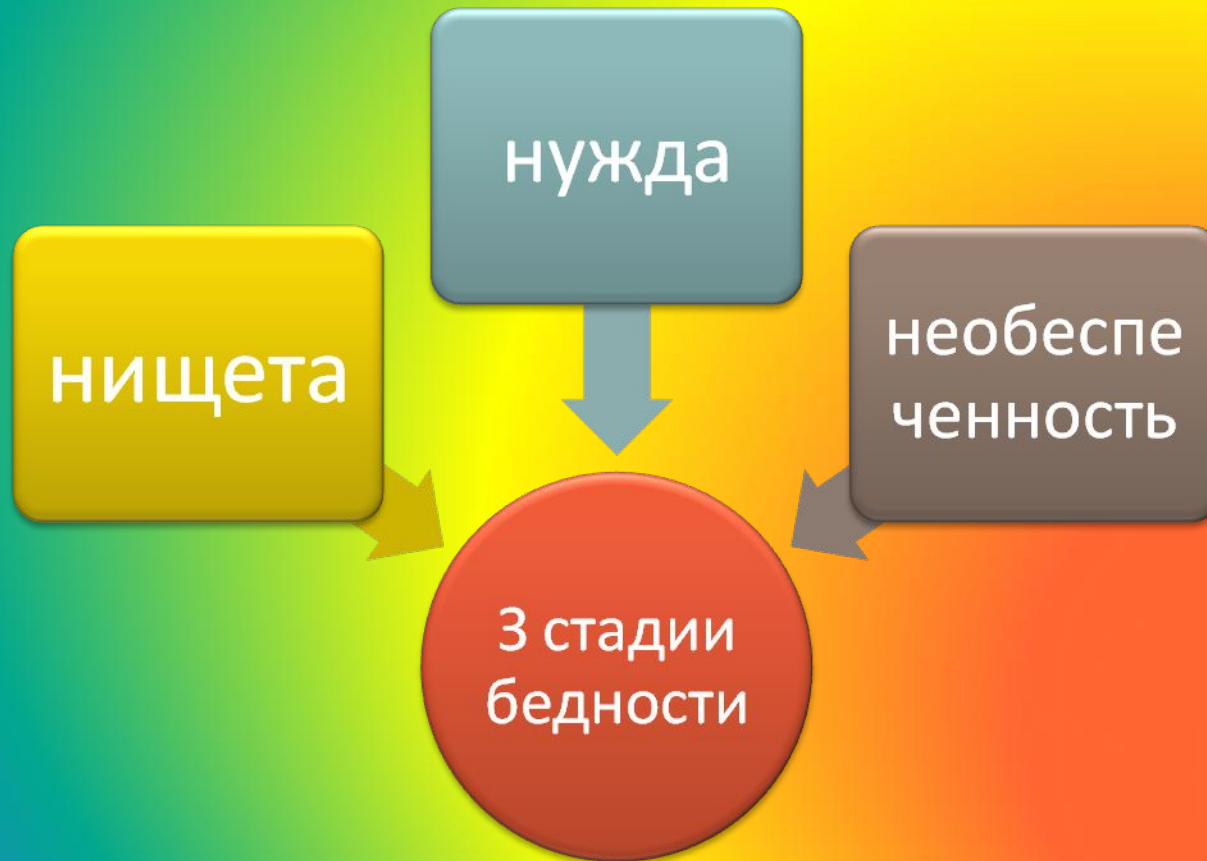 нужда
нищета
необеспе
ченность
3 стадии
бедности